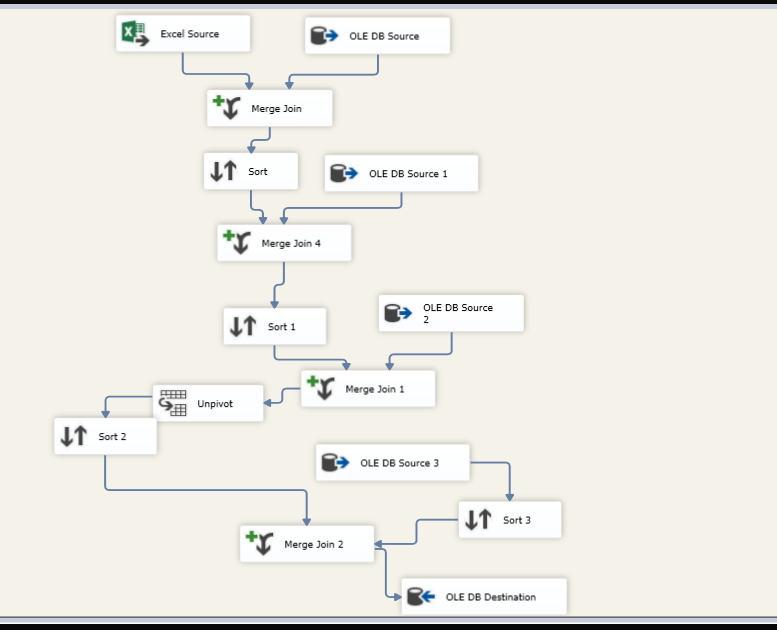 Excel Source
OLE DB Source
Merge Join
Sort
OLE DB Source 1
Merge Join 4
Sort 1
OLE DB Source
2
Merge Join 1
Unpivot
Sort 2
OLE DB Source 3
Sort 3
Merge Join 2
OLE DB Destination